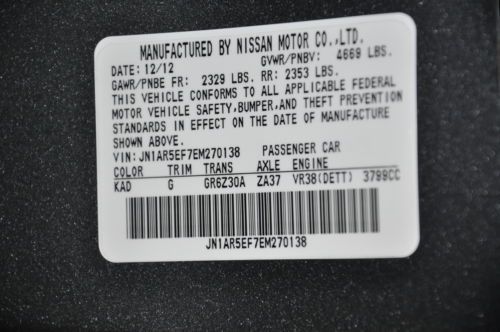 MANUFACTURED BY NISSAN MOTOR CO.,LTD.
DATE: 12/12 GVWR/PNBV: 4669 LBS.
GAWR/PNBE FR: 2329 LBS. RR: 2353 LBS.
THIS VEHICLE CONFORMS TO ALL APPLICABLE FEDERAL
MOTOR VEHICLE SAFETY,BUMPER,AND THEFT PREVENTION
STANDARDS IN EFFECT ON THE DATE OF MANUFACTURE
SHOWN ABOVE.
VIN: JN1AR5EF7EM270138 PASSENGER CAR
COLOR TRIM TRANS AXLE ENGINE
KAD G GR6Z30A ZA37 VR38(DETT) 3799CC
JN1AR5EF7EM270138